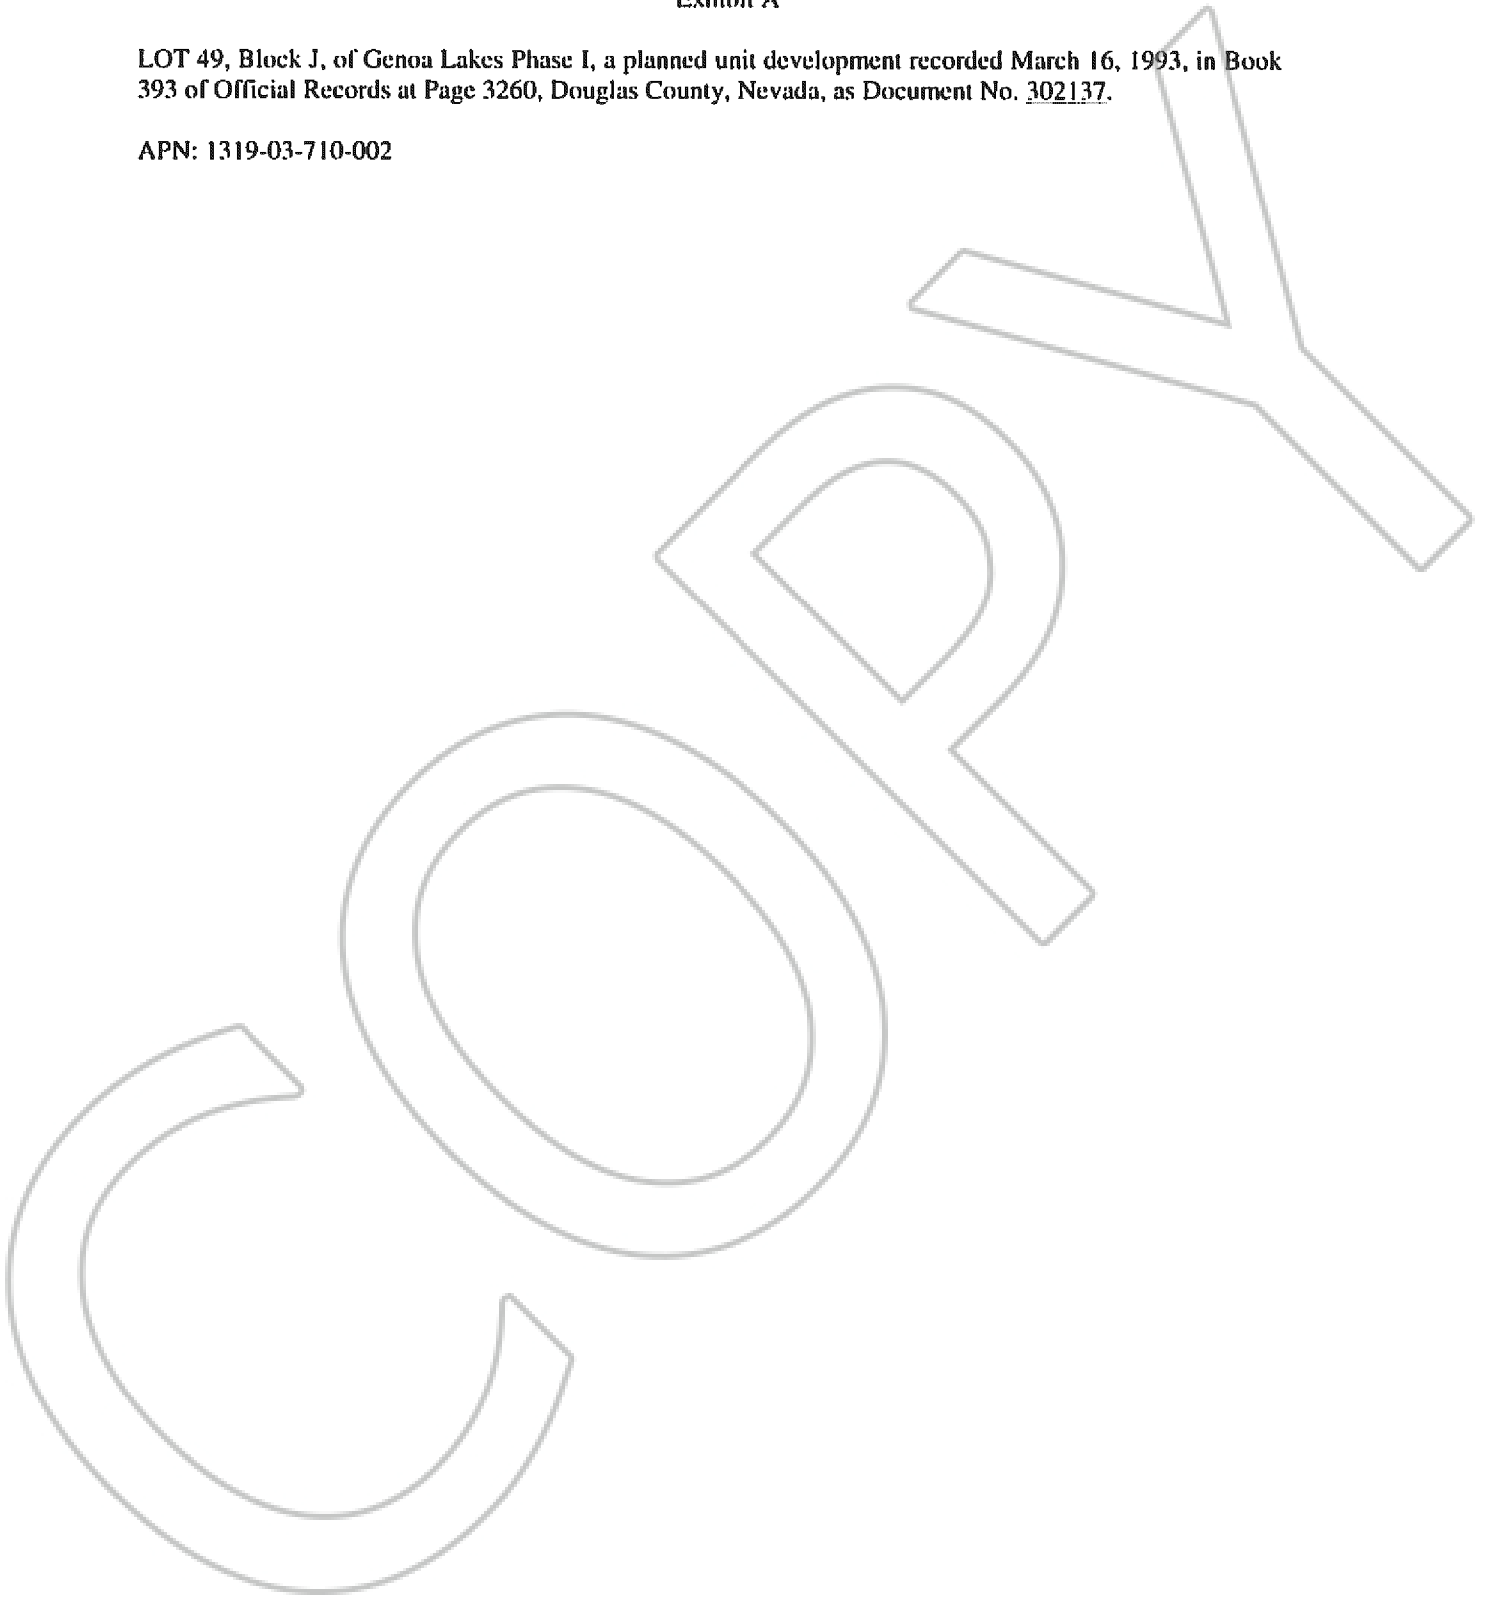 Exhibit A
LOT 49, Block J, of Genoa Lakes Phase I, a planned unit development recorded March 16, 1993, in Book
393 of Official Records at Page 3260, Douglas County, Nevada, as Document No. 302137.
APN: 1319-03-710-002
COPY